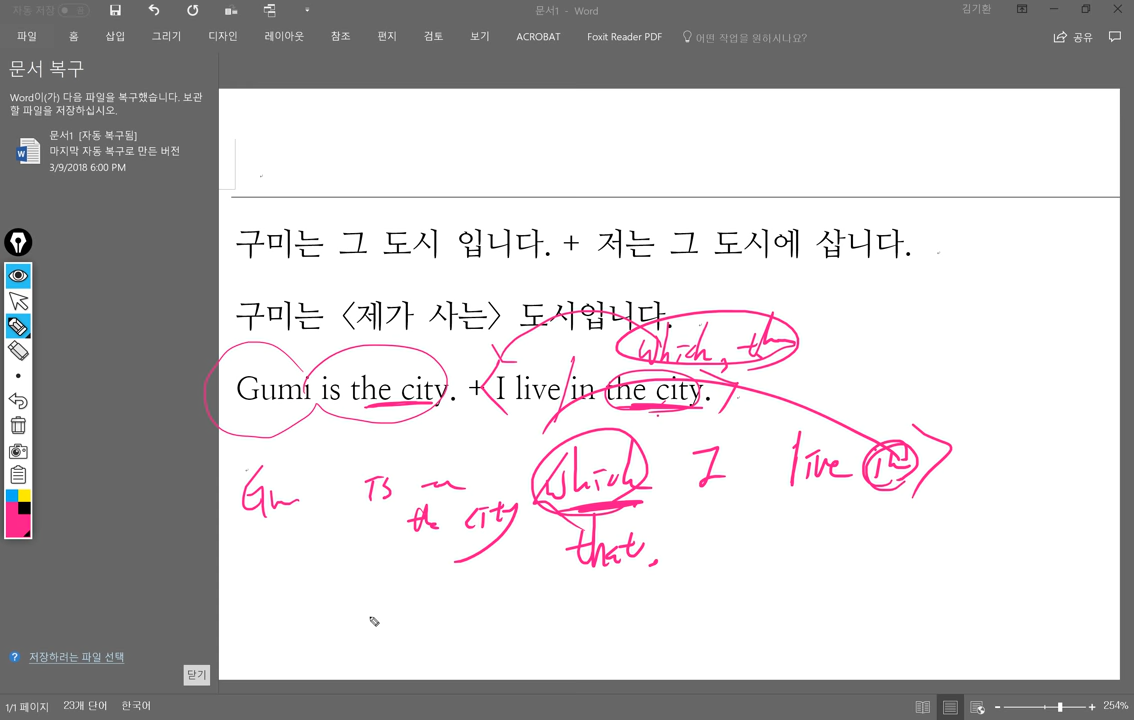 자동 저장
문서1 - Word
김기환
파일 홈 삽입 그리기 디자인 레이아웃 참조 편지 검토 보기 ACROBAT Foxit Reader PDF 어떤 작업을 원하시나요? 공유
문서 복구
Word이(가) 다음 파일을 복구했습니다. 보관
할 파일을 저장하십시오.
문서1 [자동 복구됨]
마지막 자동 복구로 만든 버전
3/9/2018 6:00 PM
구미는 그 도시 입니다. + 저는 그 도시에 삽니다.
구미는 〈제가 사는〉 도시입니다.
which,
Gumi is the city. + I live in the city.
is which I live in
the city
that,
? 저장하려는 파일 선택
닫기
1/1 페이지 23개 단어 한국어 254%